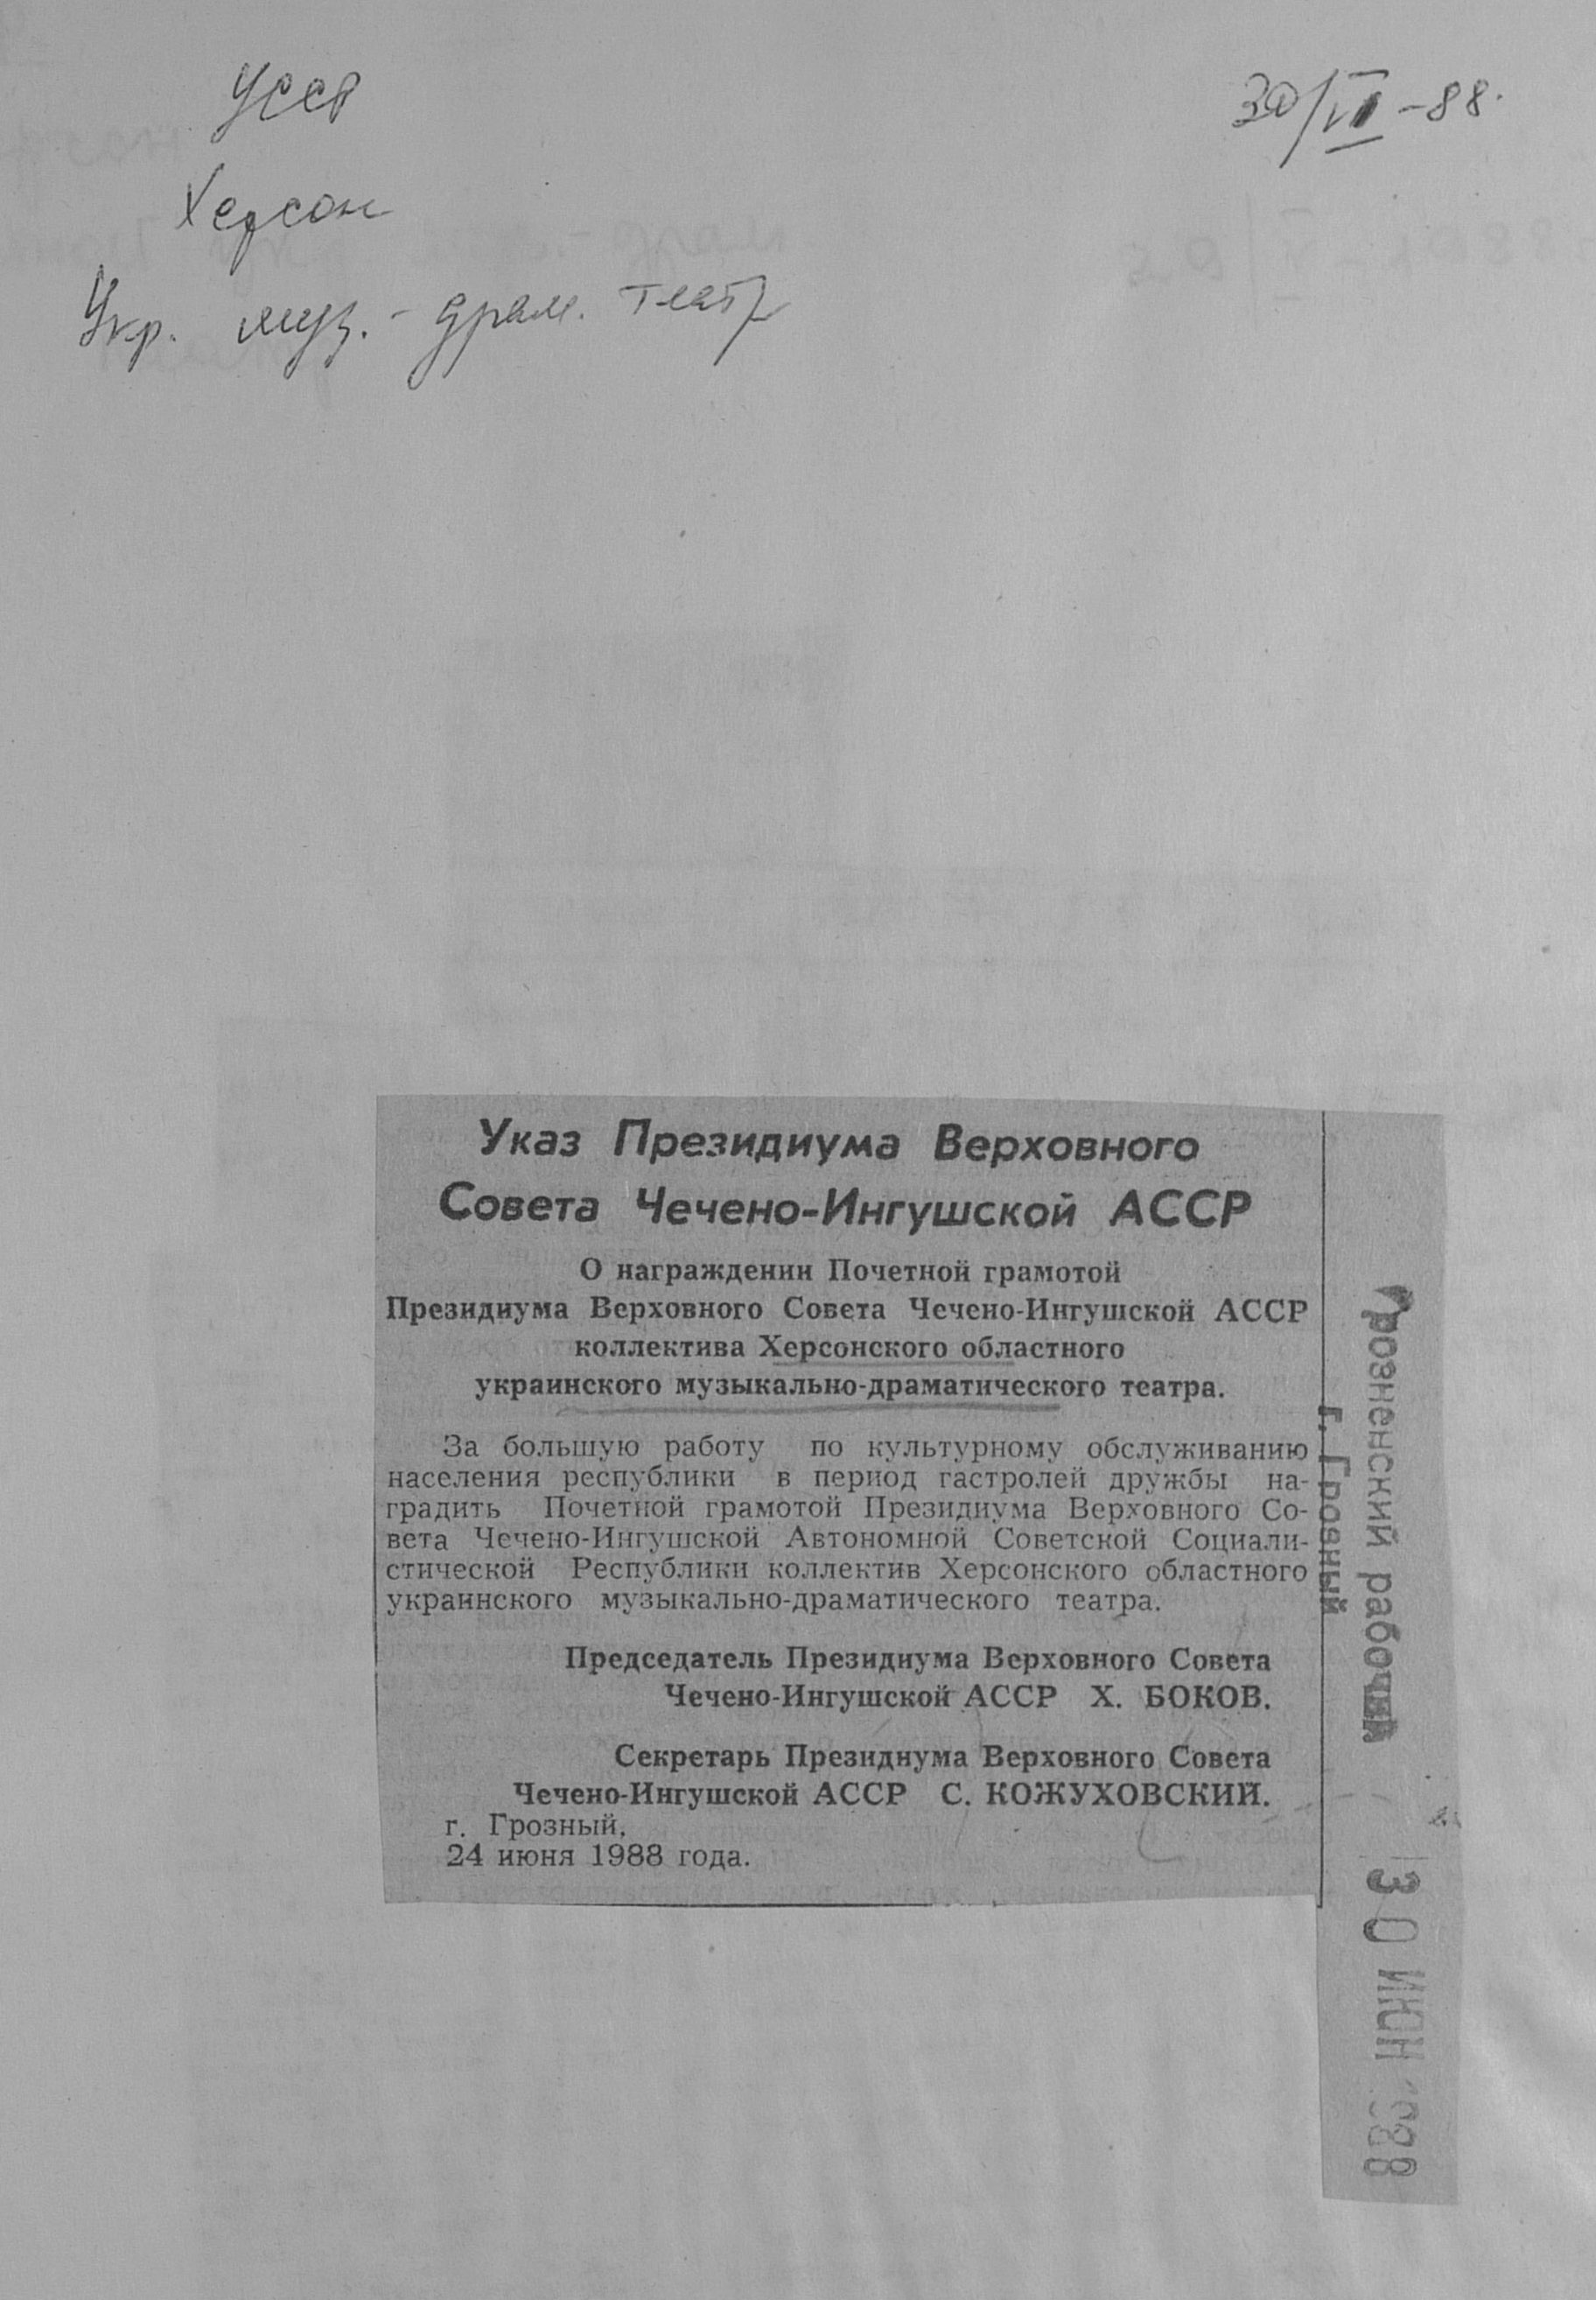 УССР
30/VI-88.
Херсон
Укр. муз.-драм. театр
Указ Президиума Верховного
Совета Чечено-Ингушской АССР
О награждении Почетной грамотой
Президиума Верховного Совета Чечено-Ингушской АССР
коллектива Херсонского областного
украинского музыкально-драматического театра.
За большую работу по культурному обслуживанию
населения республики в период гастролей дружбы на-
градить Почетной грамотой Президиума Верховного Со-
вета Чечено-Ингушской Автономной Советской Социали-
стической Республики коллектив Херсонского областного
украинского музыкально-драматического театра.
Председатель Президиума Верховного Совета
Чечено-Ингушской АССР Х. БОКОВ.
Секретарь Президиума Верховного Совета
Чечено-Ингушской АССР С. КОЖУХОВСКИЙ.
г. Грозный.
24 июня 1988 года.
Грозненский рабочий
г. Грозный
30 ИЮН 1988